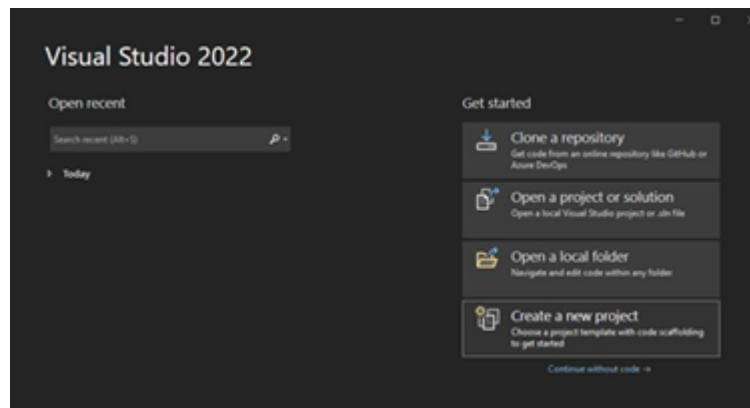 Visual Studio 2022
Open recent
Search recent (Alt+S)
Today
Get started
Clone a repository
Get code from an online repository like GitHub or
Azure DevOps
Open a project or solution
Open a local Visual Studio project or .sln file
Open a local folder
Navigate and edit code within any folder
Create a new project
Choose a project template with code scaffolding
to get started
Continue without code →